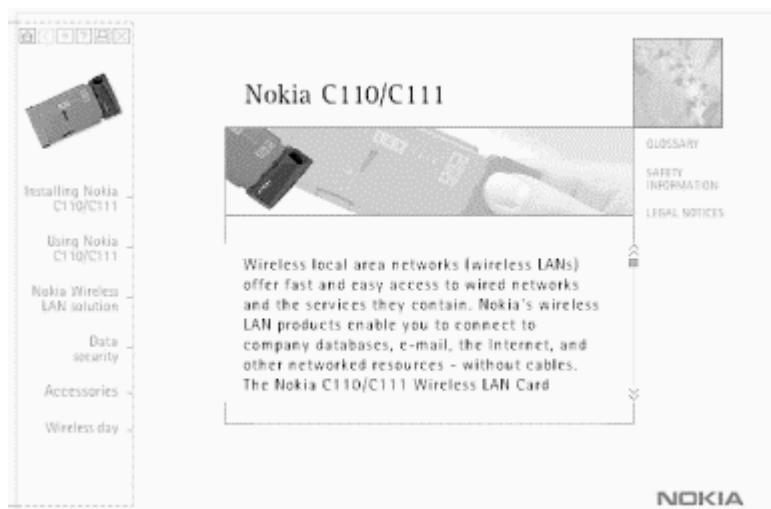 Nokia C110/C111
GLOSSARY
SAFETY
INFORMATION
LEGAL NOTICES
Installing Nokia
C110/C111
Using Nokia
C110/C111
Nokia Wireless
LAN solution
Data
security
Accessories
Wireless day
Wireless local area networks (wireless LANs)
offer fast and easy access to wired networks
and the services they contain. Nokia's wireless
LAN products enable you to connect to
company databases, e-mail, the Internet, and
other networked resources - without cables.
The Nokia C110/C111 Wireless LAN Card
NOKIA